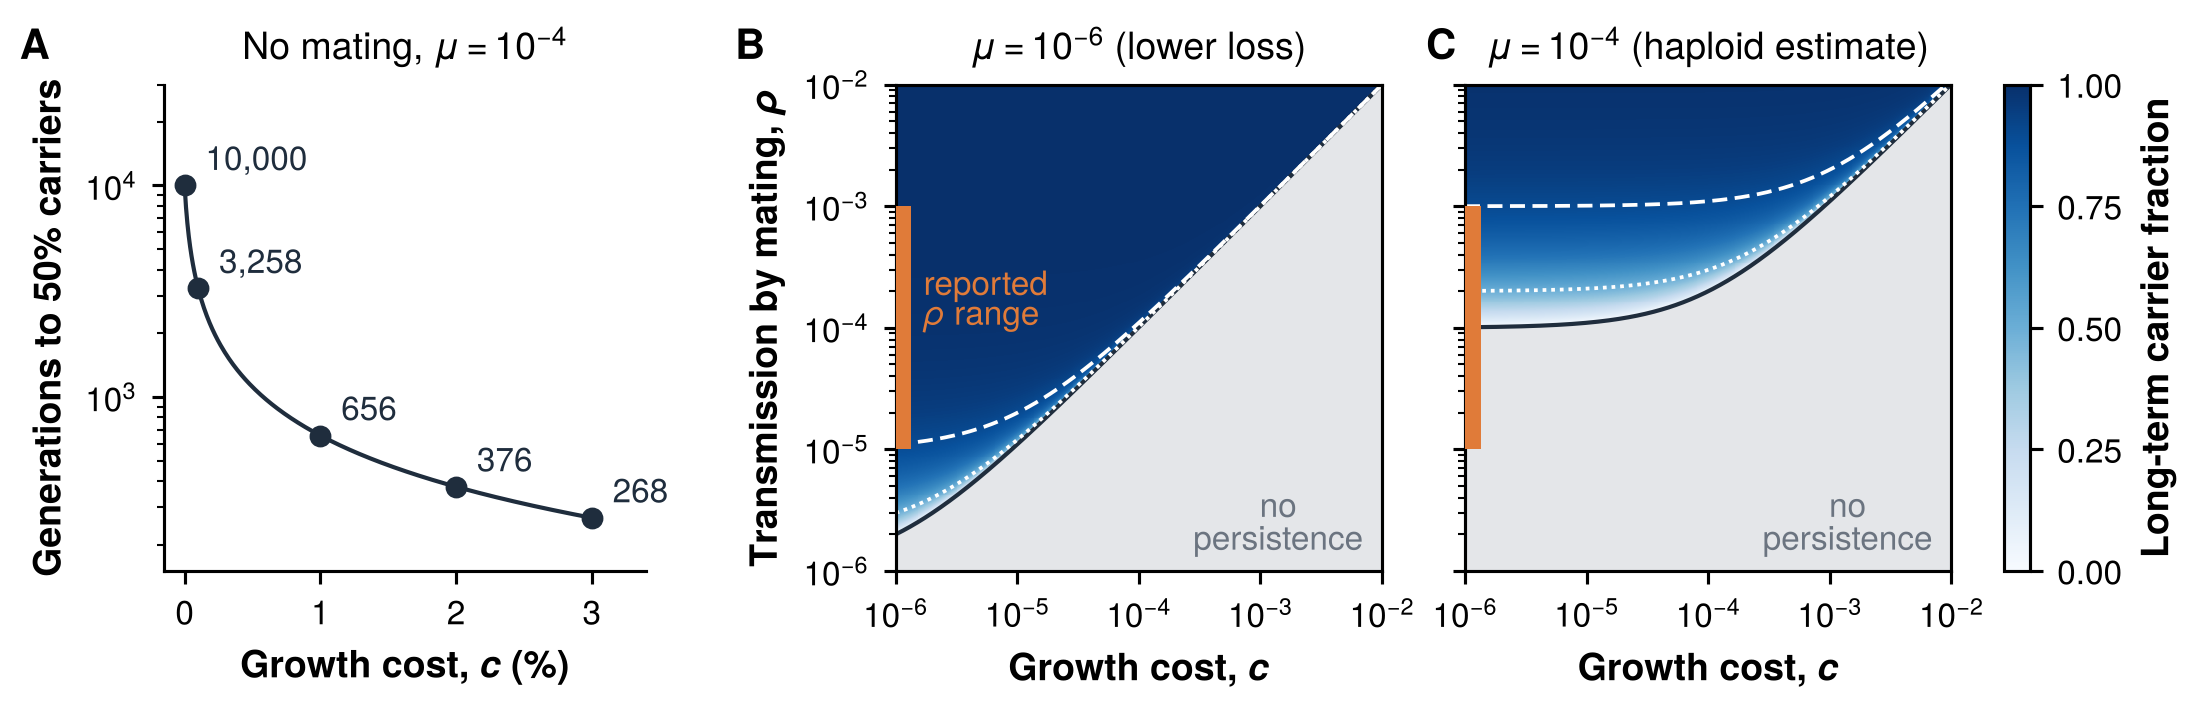 A
No mating, μ = 10⁻⁴
Generations to 50% carriers
10⁴
10³
10,000
3,258
656
376
268
0
1
2
3
Growth cost, c (%)
B
μ = 10⁻⁶ (lower loss)
Transmission by mating, ρ
10⁻²
10⁻³
10⁻⁴
10⁻⁵
10⁻⁶
reported
ρ range
no
persistence
10⁻⁶
10⁻⁵
10⁻⁴
10⁻³
10⁻²
Growth cost, c
C
μ = 10⁻⁴ (haploid estimate)
no
persistence
10⁻⁶
10⁻⁵
10⁻⁴
10⁻³
10⁻²
Growth cost, c
1.00
0.75
0.50
0.25
0.00
Long-term carrier fraction